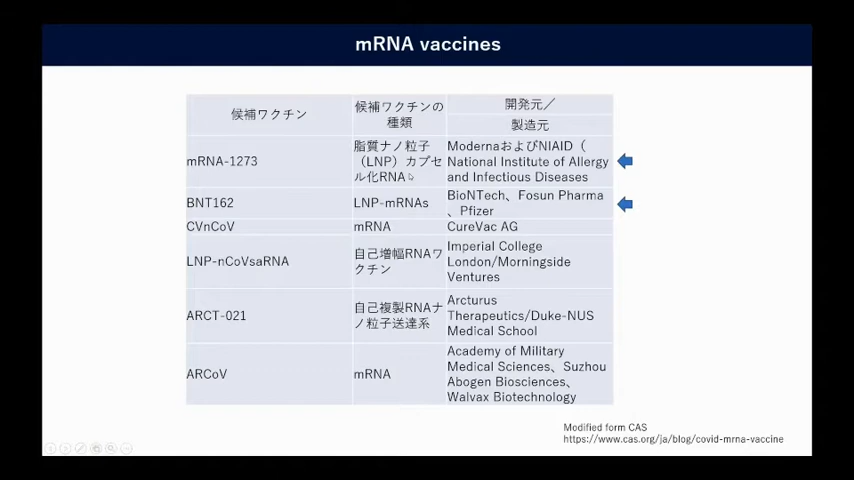 mRNA vaccines
候補ワクチン
候補ワクチンの
種類
開発元／
製造元
mRNA-1273
脂質ナノ粒子
（LNP）カプセ
ル化RNA
ModernaおよびNIAID（
National Institute of Allergy
and Infectious Diseases
BNT162
LNP-mRNAs
BioNTech、Fosun Pharma
、Pfizer
CVnCoV
mRNA
CureVac AG
LNP-nCoVsaRNA
自己増幅RNAワ
クチン
Imperial College
London/Morningside
Ventures
ARCT-021
自己複製RNAナ
ノ粒子送達系
Arcturus
Therapeutics/Duke-NUS
Medical School
ARCoV
mRNA
Academy of Military
Medical Sciences、Suzhou
Abogen Biosciences、
Walvax Biotechnology
Modified form CAS
https://www.cas.org/ja/blog/covid-mrna-vaccine